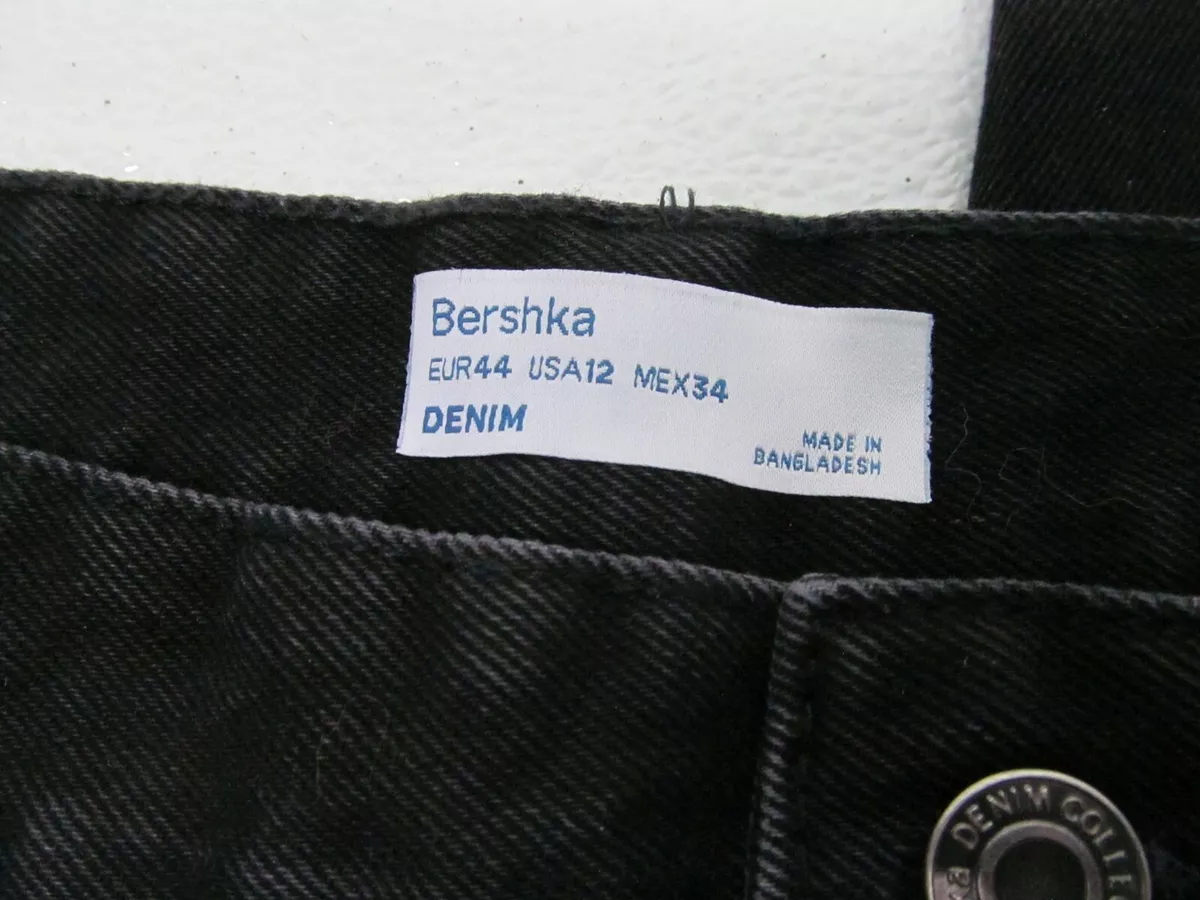 Bershka
EUR44 USA12 MEX34
DENIM
MADE IN
BANGLADESH
DENIM COLLE